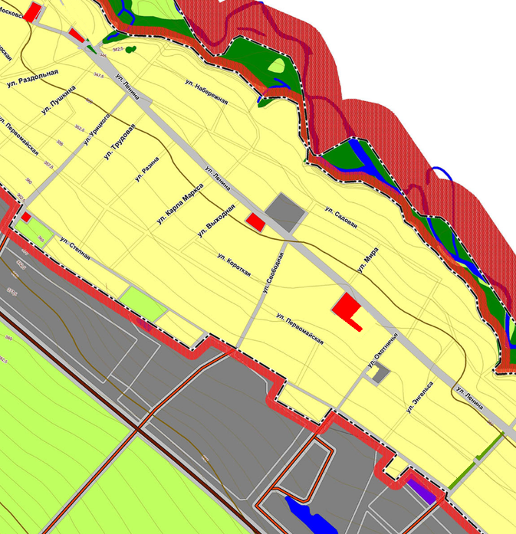 ул. Раздольная
ул. Пушкина
ул. Ленина
ул. Набережная
ул. Первомайская
ул. Урицкого
ул. Трудовая
ул. Разина
ул. Ленина
ул. Карла Маркса
ул. Выходная
ул. Садовая
ул. Степная
ул. Короткая
ул. Свободная
ул. Мира
ул. Первомайская
ул. Охотничья
ул. Энгельса
ул. Ленина